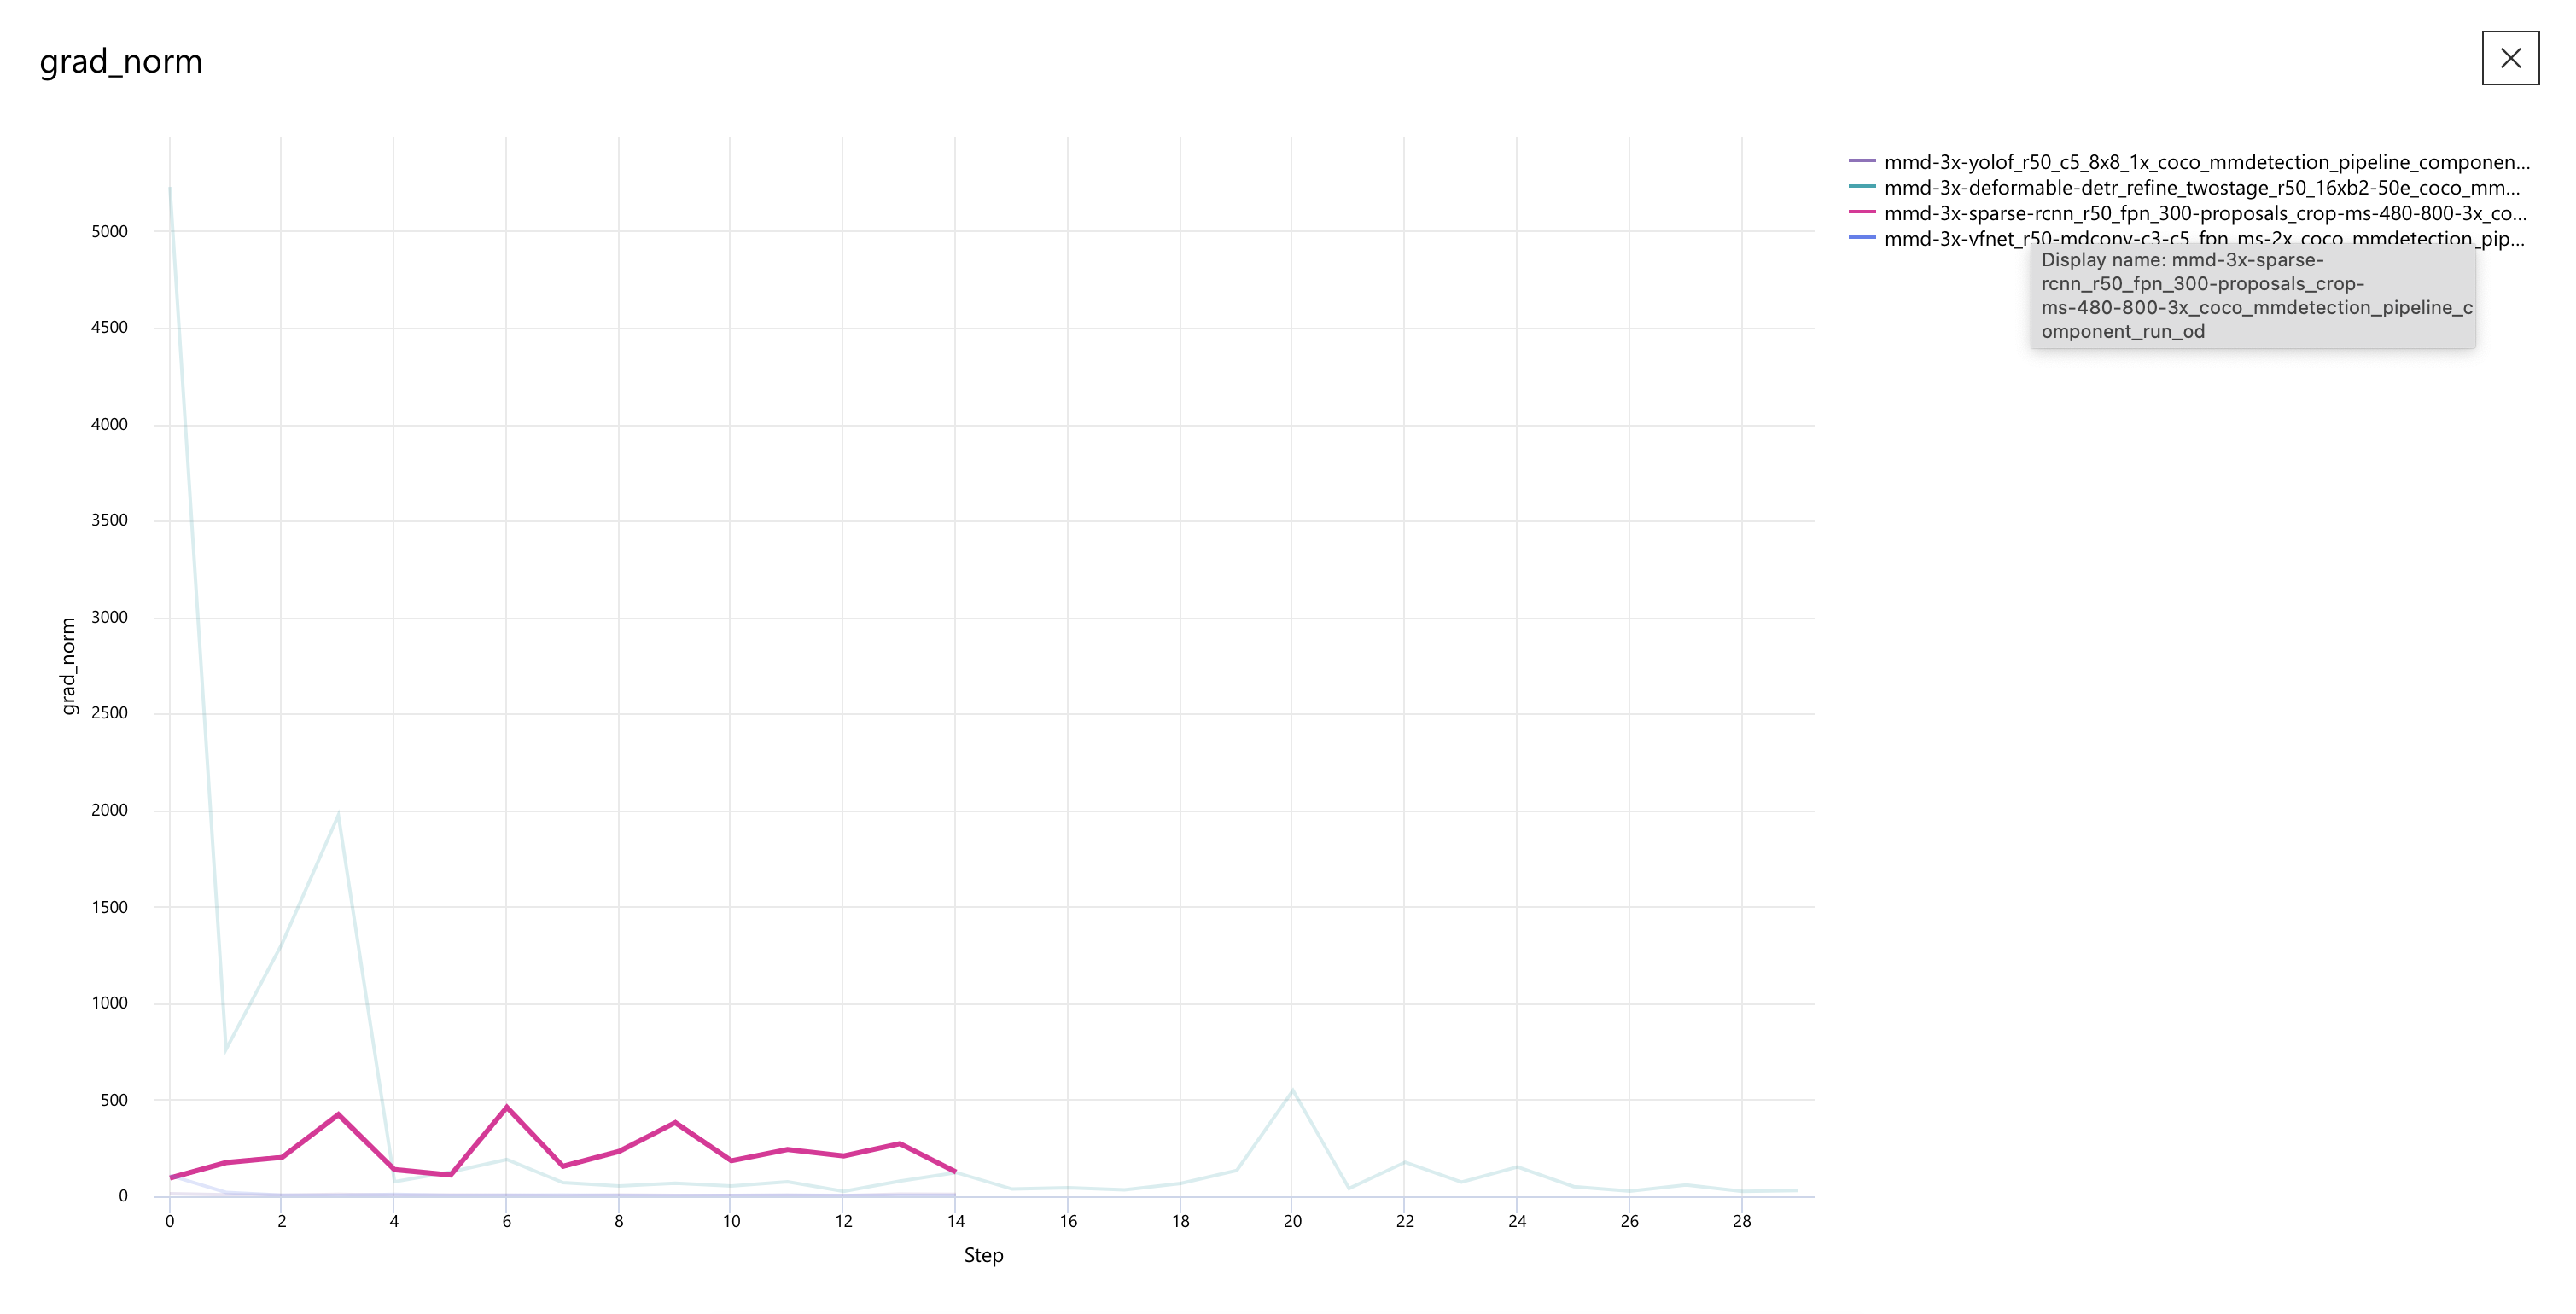 grad_norm
mmd-3x-yolof_r50_c5_8x8_1x_coco_mmdetection_pipeline_componen...
mmd-3x-deformable-detr_refine_twostage_r50_16xb2-50e_coco_mm...
mmd-3x-sparse-rcnn_r50_fpn_300-proposals_crop-ms-480-800-3x_co...
mmd-3x-vfnet_r50-mdconv-c3-c5_fpn_ms-2x_coco_mmdetection_pip...
Display name: mmd-3x-sparse-
rcnn_r50_fpn_300-proposals_crop-
ms-480-800-3x_coco_mmdetection_pipeline_c
omponent_run_od
5000
4500
4000
3500
3000
2500
2000
1500
1000
500
0
grad_norm
0 2 4 6 8 10 12 14 16 18 20 22 24 26 28
Step